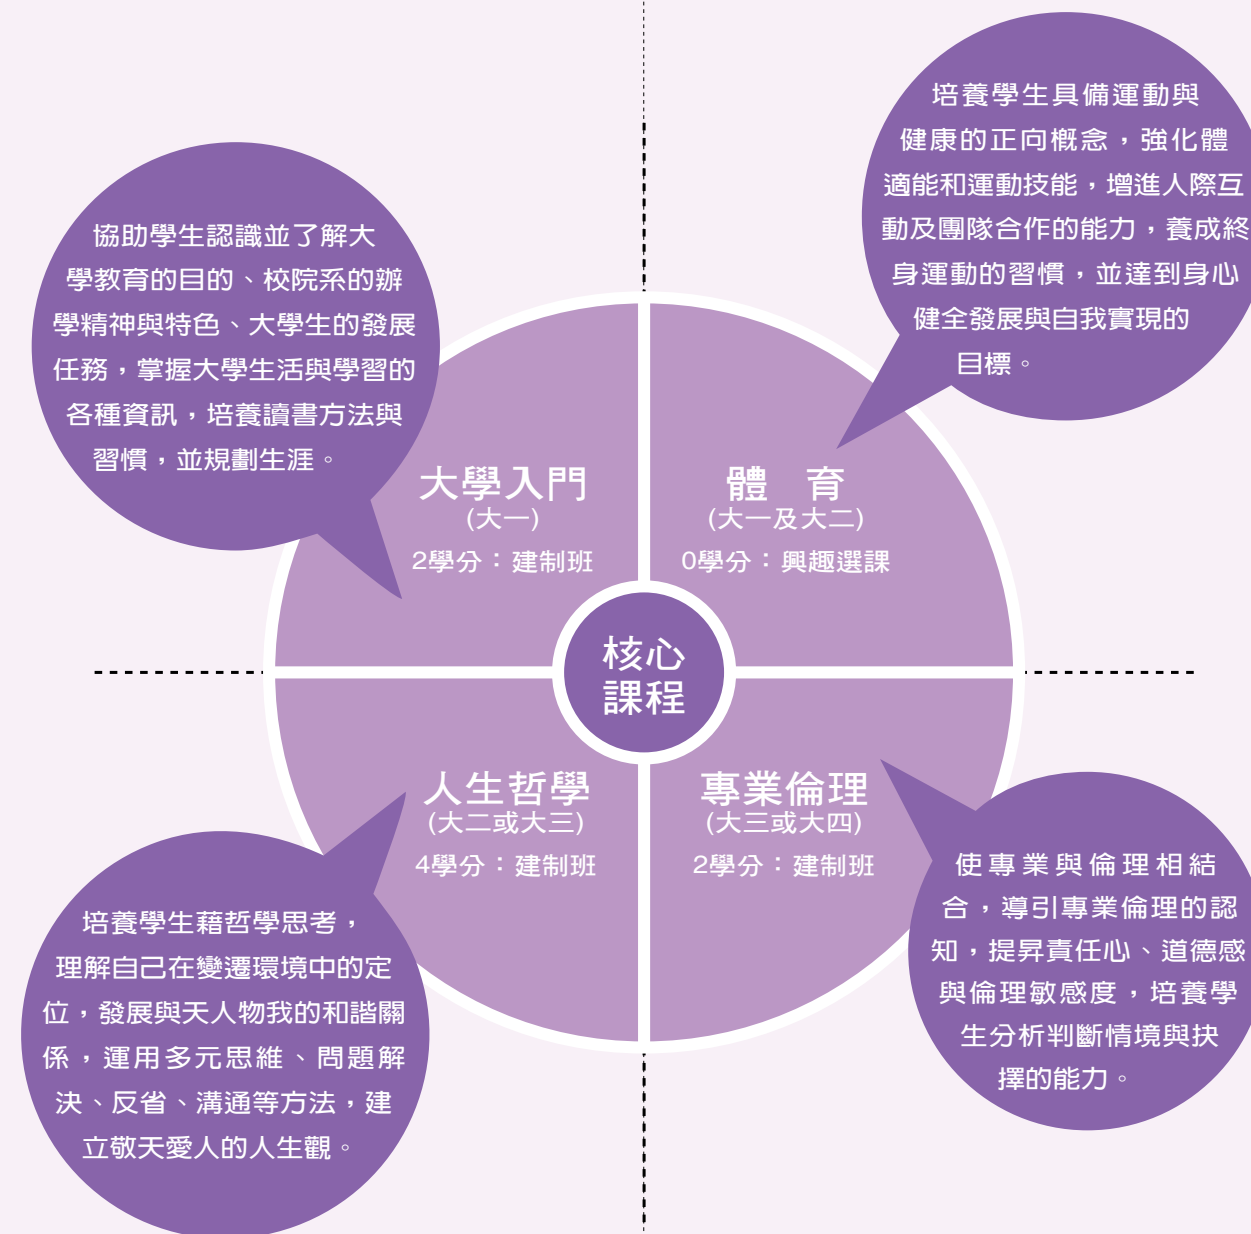 協助學生認識並了解大
學教育的目的、校院系的辦
學精神與特色、大學生的發展
任務，掌握大學生活與學習的
各種資訊，培養讀書方法與
習慣，並規劃生涯。
培養學生具備運動與
健康的正向概念，強化體
適能和運動技能，增進人際互
動及團隊合作的能力，養成終
身運動的習慣，並達到身心
健全發展與自我實現的
目標。
大學入門
(大一)
2學分：建制班
體 育
(大一及大二)
0學分：興趣選課
核心
課程
人生哲學
(大二或大三)
4學分：建制班
專業倫理
(大三或大四)
2學分：建制班
培養學生藉哲學思考，
理解自己在變遷環境中的定
位，發展與天人物我的和諧關
係，運用多元思維、問題解
決、反省、溝通等方法，建
立敬天愛人的人生觀。
使專業與倫理相結
合，導引專業倫理的認
知，提昇責任心、道德感
與倫理敏感度，培養學
生分析判斷情境與抉
擇的能力。